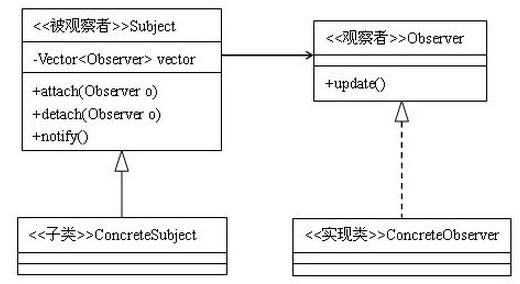 <<被观察者>>Subject
-Vector<Observer> vector
+attach(Observer o)
+detach(Observer o)
+notify()
<<观察者>>Observer
+update()
<<子类>>ConcreteSubject
<<实现类>>ConcreteObserver